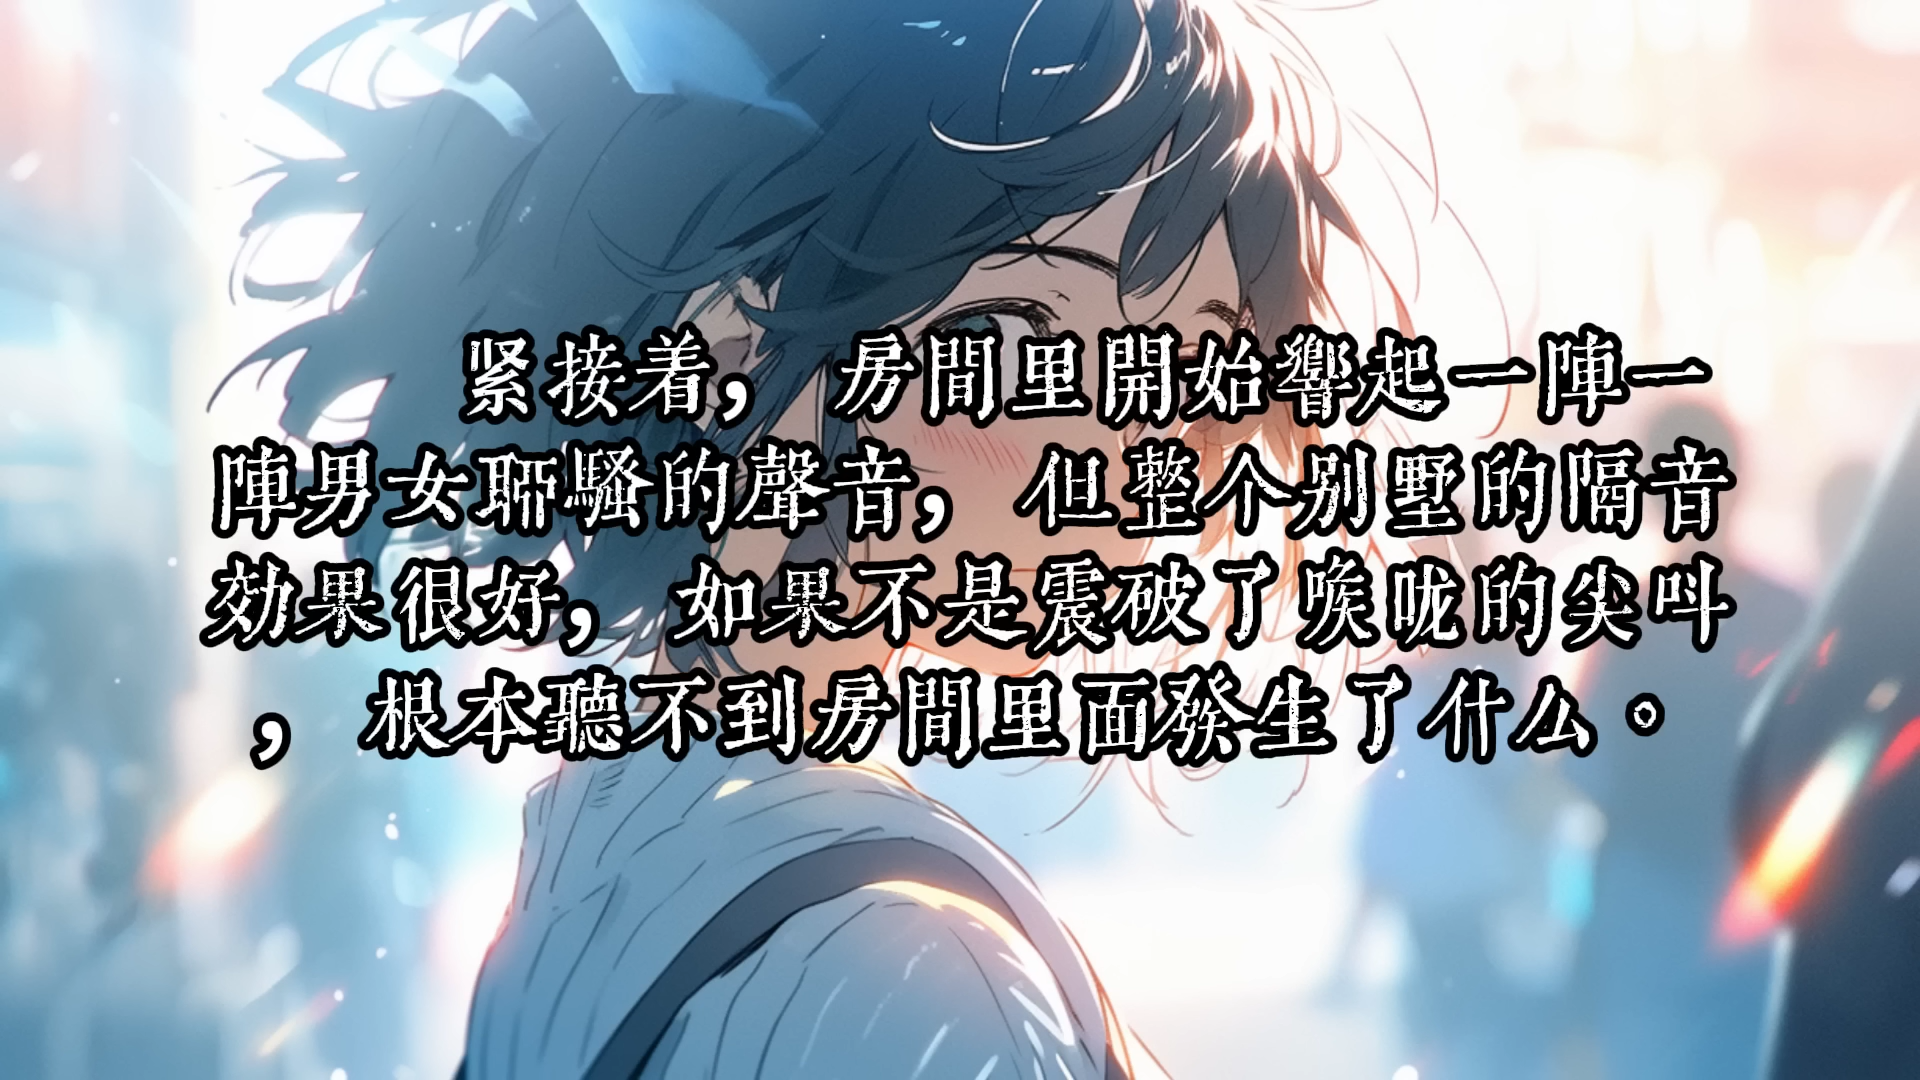 紧接着，房間里開始響起一陣一
陣男女聊騷的聲音，但整个别墅的隔音
効果很好，如果不是震破了喉咙的尖叫
，根本聽不到房間里面發生了什么。